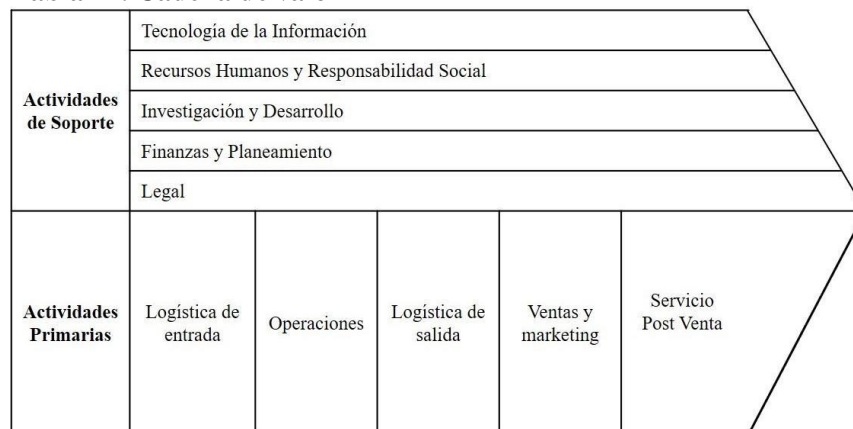 Tecnología de la Información
Recursos Humanos y Responsabilidad Social
Actividades
de Soporte
Investigación y Desarrollo
Finanzas y Planeamiento
Legal
Actividades
Primarias
Logística de
entrada
Operaciones
Logística de
salida
Ventas y
marketing
Servicio
Post Venta